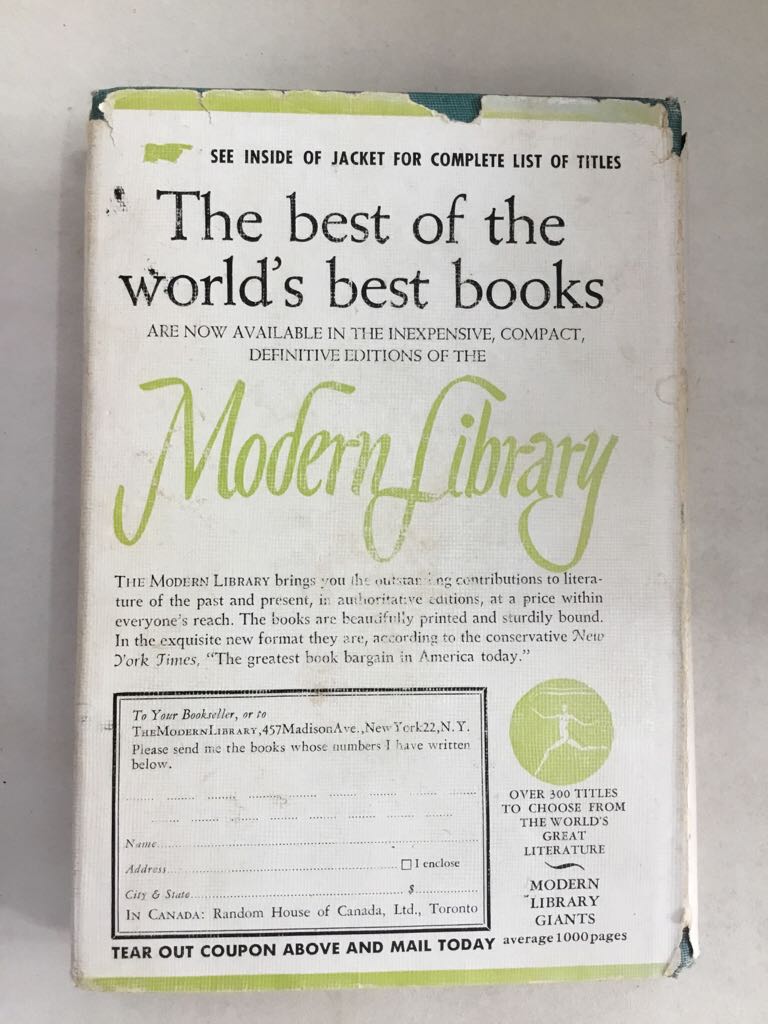 SEE INSIDE OF JACKET FOR COMPLETE LIST OF TITLES
The best of the
world's best books
ARE NOW AVAILABLE IN THE INEXPENSIVE, COMPACT,
DEFINITIVE EDITIONS OF THE
Modern Library
THE MODERN LIBRARY brings you the outstanding contributions to litera-
ture of the past and present, in authoritative editions, at a price within
everyone's reach. The books are beautifully printed and sturdily bound.
In the exquisite new format they are, according to the conservative New
York Times, "The greatest book bargain in America today."
To Your Bookseller, or to
THE MODERN LIBRARY, 457 Madison Ave., New York 22, N.Y.
Please send me the books whose numbers I have written
below.
Name
Address ☐ I enclose
City & State $
IN CANADA: Random House of Canada, Ltd., Toronto
TEAR OUT COUPON ABOVE AND MAIL TODAY
OVER 300 TITLES
TO CHOOSE FROM
THE WORLD'S
GREAT
LITERATURE
MODERN
LIBRARY
GIANTS
average 1000 pages